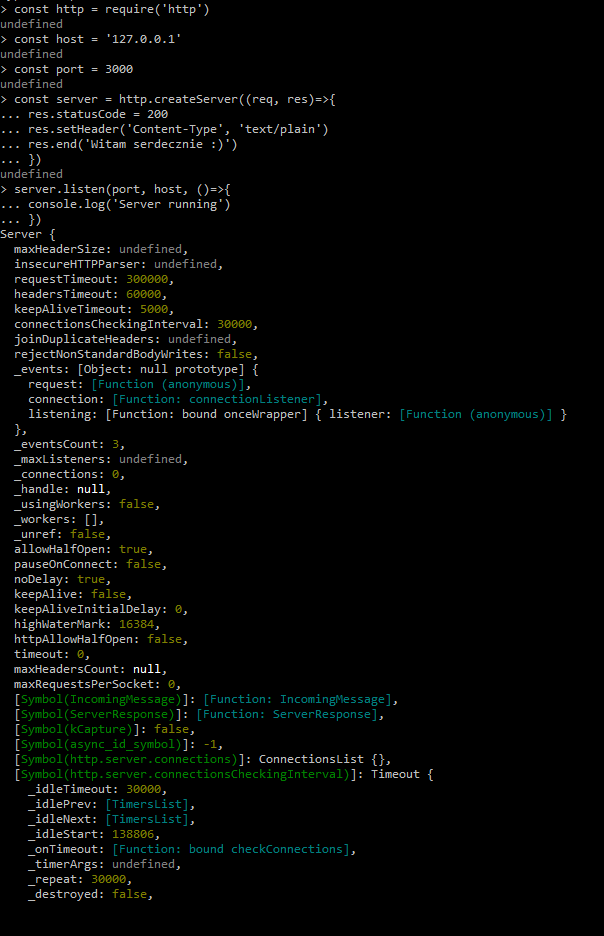 > const http = require('http')
undefined
> const host = '127.0.0.1'
undefined
> const port = 3000
undefined
> const server = http.createServer((req, res)=>{
... res.statusCode = 200
... res.setHeader('Content-Type', 'text/plain')
... res.end('Witam serdecznie :)')
... })
undefined
> server.listen(port, host, ()=>{
... console.log('Server running')
... })
Server {
  maxHeaderSize: undefined,
  insecureHTTPParser: undefined,
  requestTimeout: 300000,
  headersTimeout: 60000,
  keepAliveTimeout: 5000,
  connectionsCheckingInterval: 30000,
  joinDuplicateHeaders: undefined,
  rejectNonStandardBodyWrites: false,
  _events: [Object: null prototype] {
    request: [Function (anonymous)],
    connection: [Function: connectionListener],
    listening: [Function: bound onceWrapper] { listener: [Function (anonymous)] }
  },
  _eventsCount: 3,
  _maxListeners: undefined,
  _connections: 0,
  _handle: null,
  _usingWorkers: false,
  _workers: [],
  _unref: false,
  allowHalfOpen: true,
  pauseOnConnect: false,
  noDelay: true,
  keepAlive: false,
  keepAliveInitialDelay: 0,
  highWaterMark: 16384,
  httpAllowHalfOpen: false,
  timeout: 0,
  maxHeadersCount: null,
  maxRequestsPerSocket: 0,
  [Symbol(IncomingMessage)]: [Function: IncomingMessage],
  [Symbol(ServerResponse)]: [Function: ServerResponse],
  [Symbol(kCapture)]: false,
  [Symbol(async_id_symbol)]: -1,
  [Symbol(http.server.connections)]: ConnectionsList {},
  [Symbol(http.server.connectionsCheckingInterval)]: Timeout {
    _idleTimeout: 30000,
    _idlePrev: [TimersList],
    _idleNext: [TimersList],
    _idleStart: 138806,
    _onTimeout: [Function: bound checkConnections],
    _timerArgs: undefined,
    _repeat: 30000,
    _destroyed: false,